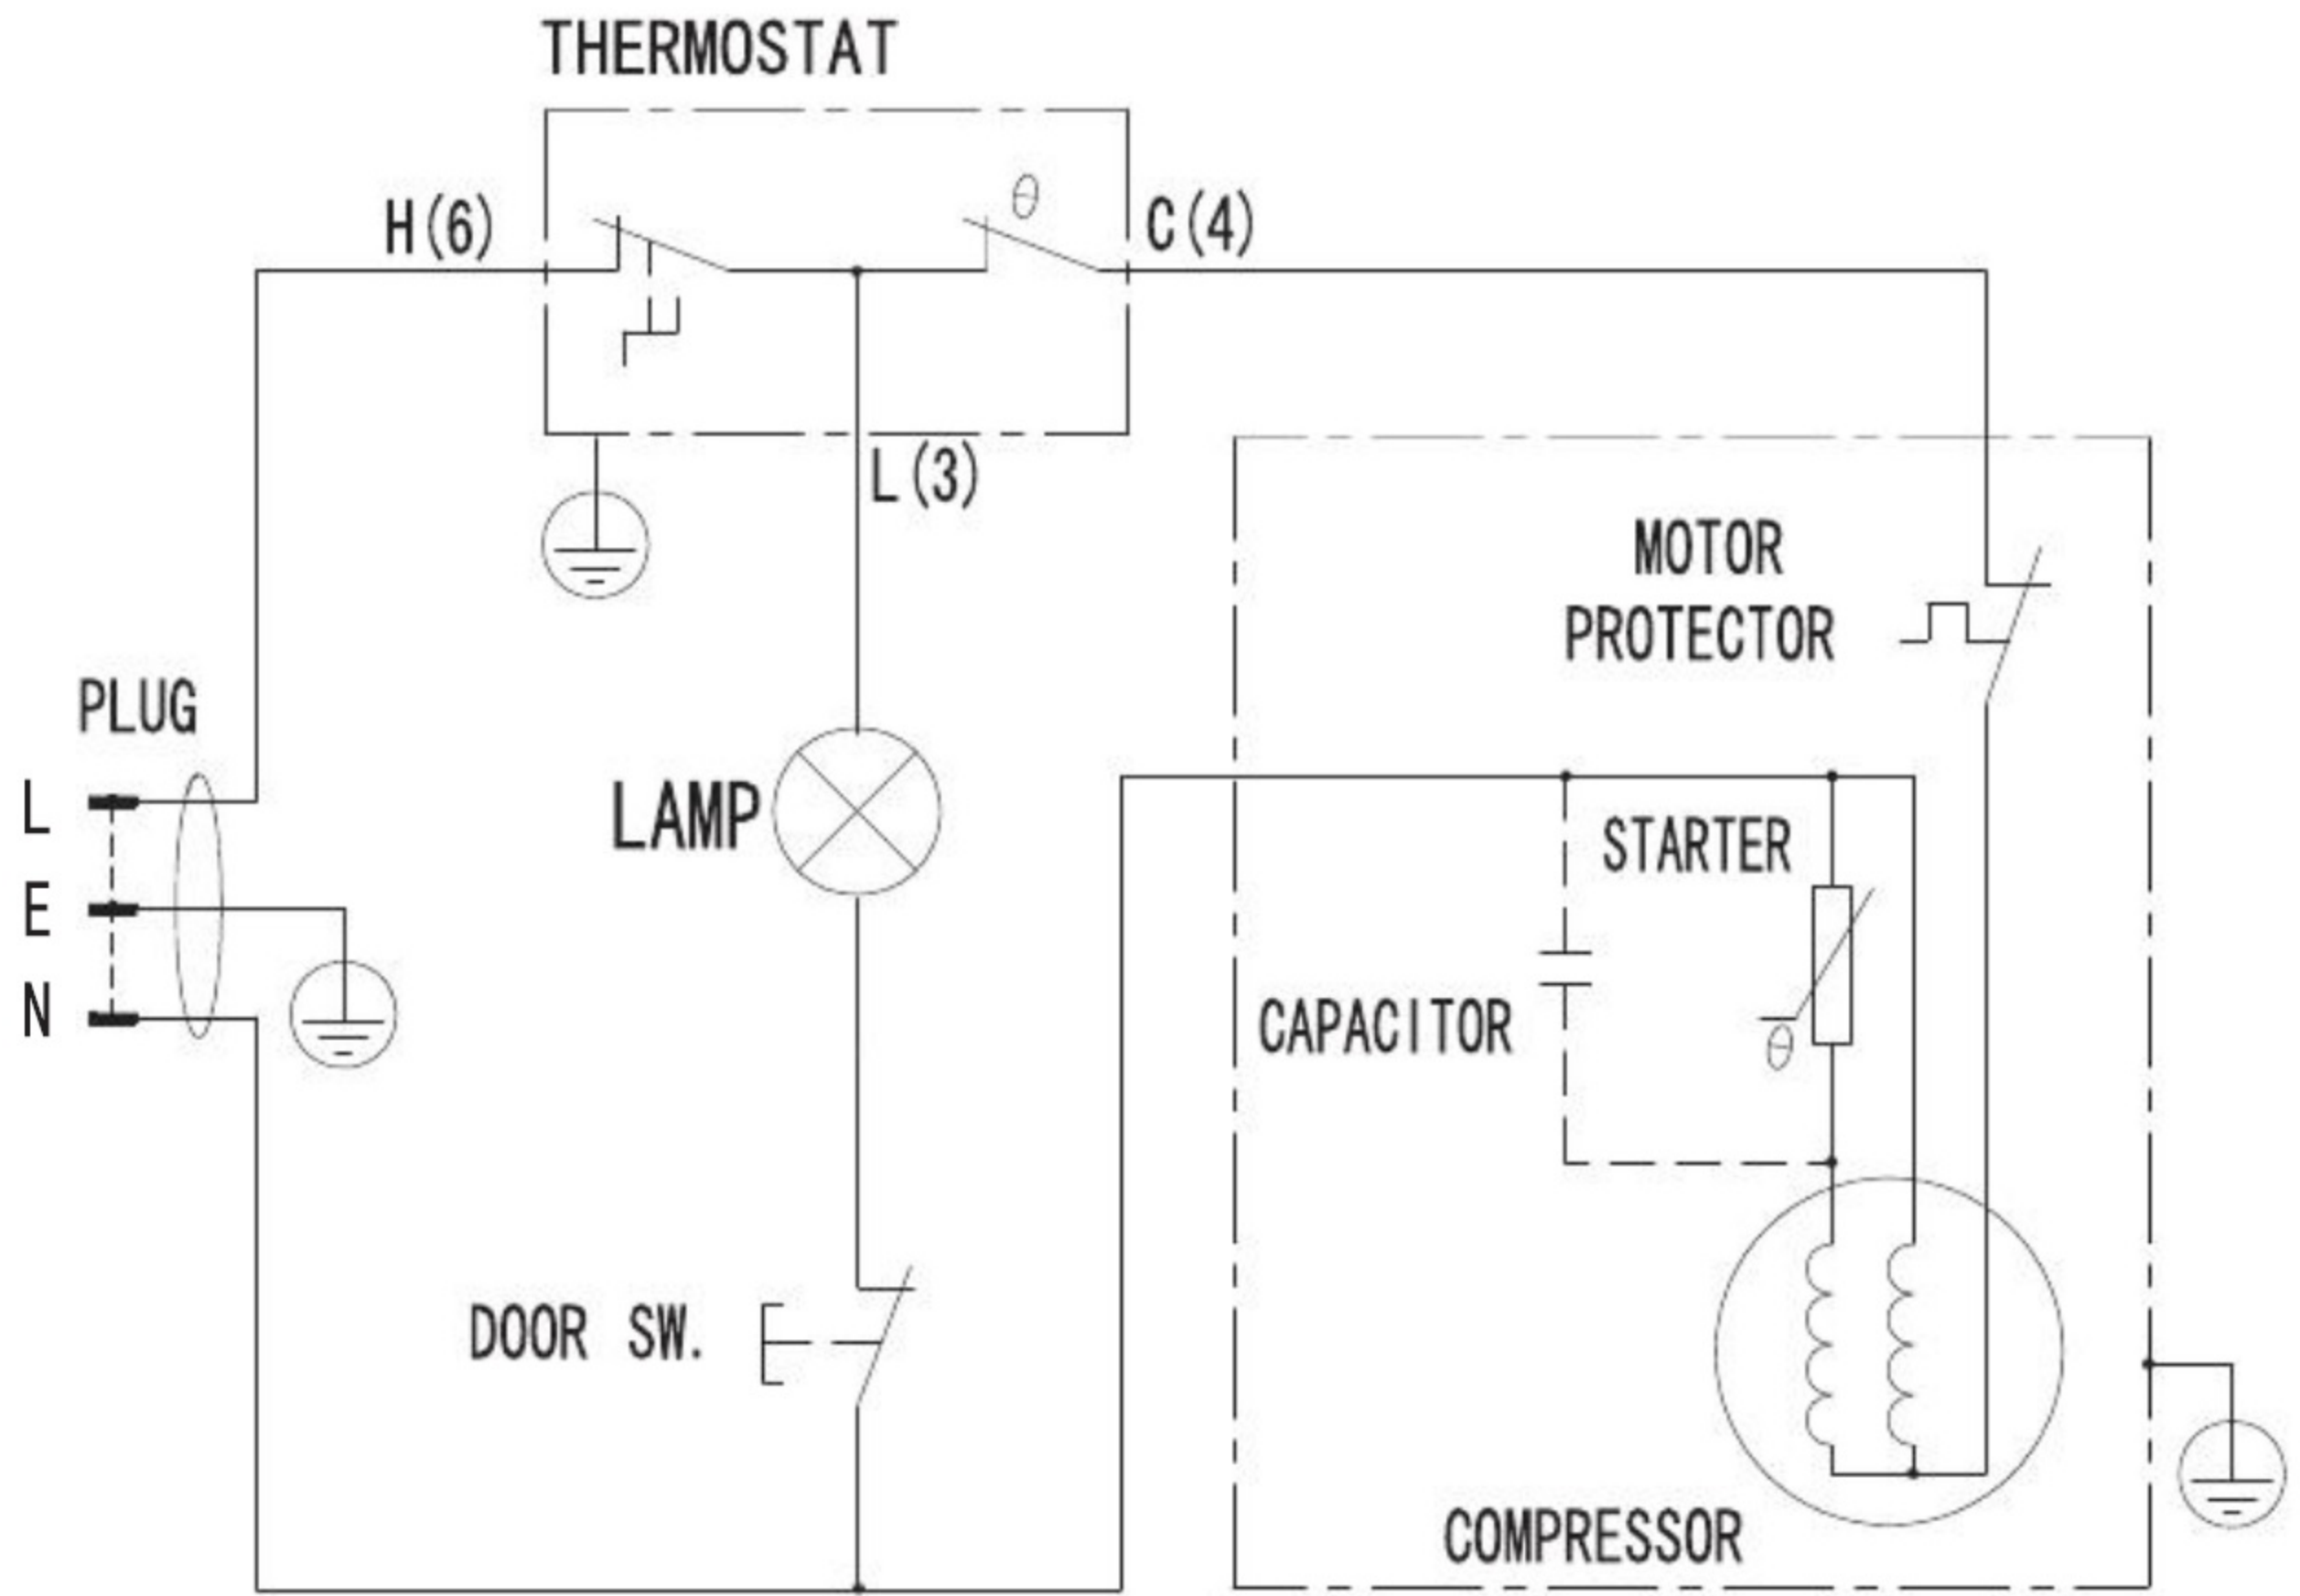 THERMOSTAT
θ
H(6)
C(4)
L(3)
MOTOR
PROTECTOR
PLUG
L
LAMP
STARTER
E
N
CAPACITOR
θ
DOOR SW.
COMPRESSOR